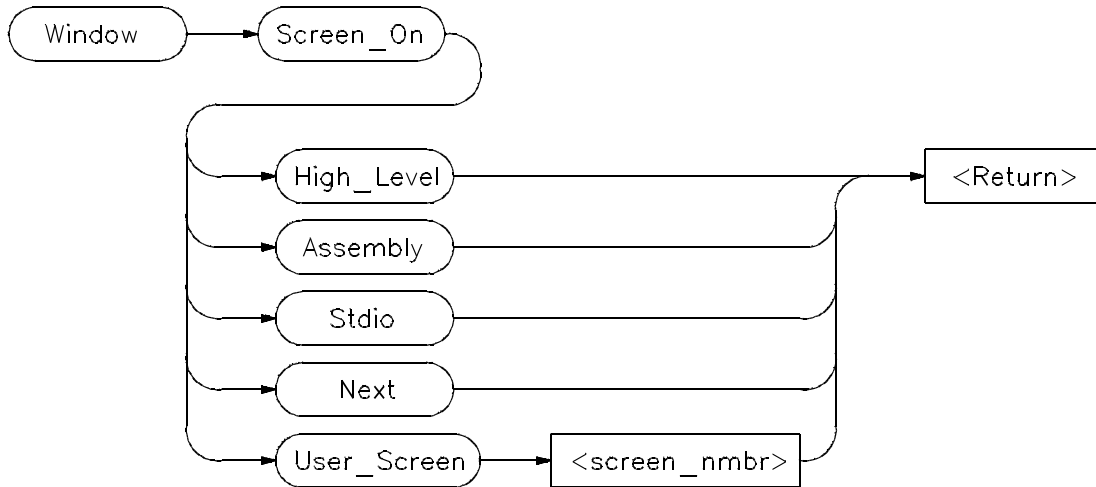 Window Screen_On
High_Level <Return>
Assembly
Stdio
Next
User_Screen <screen_nmbr>